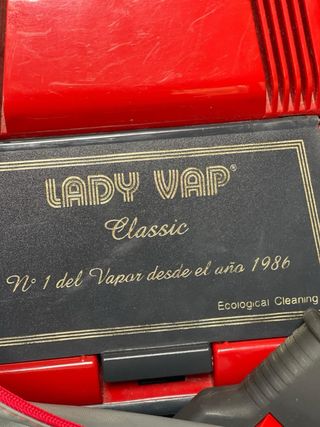 LADY VAP®
Classic
Nº 1 del Vapor desde el año 1986
Ecological Cleaning